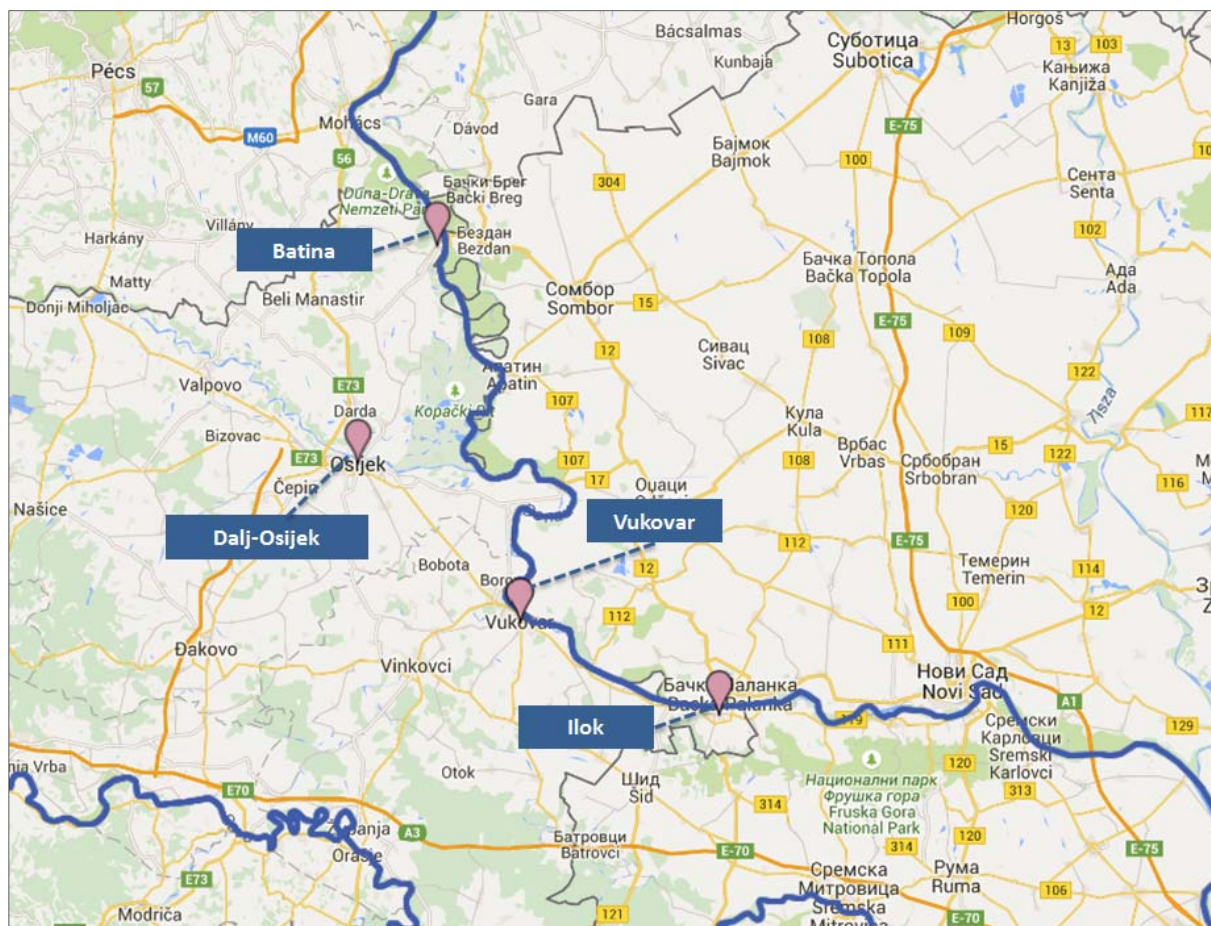 Bácsalmas
Horgoš
Суботица
Subotica
Kunbaja
13
103
Кањижа
Kanjiža
Pécs
57
Gara
E-75
Mohács
Dávod
M60
56
Бајмок
Bajmok
100
Сента
Senta
304
Бачки Брег
Bački Breg
Duna-Dráva
Nemzeti
Villány
102
Harkány
Batina
Бездан
Bezdan
Бачка Топола
Bačka Topola
Ада
Ada
Matty
Beli Manastir
Сомбор
Sombor
15
Donji Miholjac
E-75
109
108
12
Сивац
Sivac
Апатин
Apatin
122
Valpovo
E73
107
Kopački
Tisza
117
Darda
Кула
Kula
Bizovac
Врбас
Vrbas
15
E73
Osijek
107
108
Србобран
Srbobran
122
Čepin
17
Оџаци
116
Našice
120
Vukovar
Dalj-Osijek
E-75
112
Bobota
12
Темерин
Temerin
114
100
112
12
Vukovar
111
Đakovo
Vinkovci
Нови Сад
Novi Sad
A1
Ilok
119
129
Сремски
Карловци
Sremski
Karlovci
Otok
Шид
Šid
Национални парк
Фрушка гора
Fruska Gora
National Park
120
313
E70
314
A3
Orašje
Батровци
Batrovci
120
E-70
314
E-75
E73
Сремска
Митровица
Sremska
Рума
Ruma
106
Modriča
121
E-70